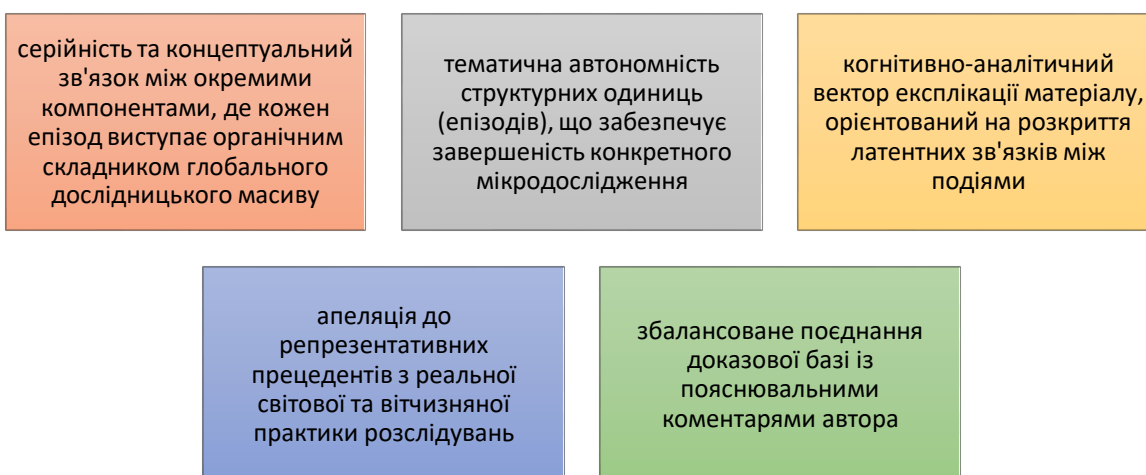 серійність та концептуальний
зв'язок між окремими
компонентами, де кожен
епізод виступає органічним
складником глобального
дослідницького масиву
тематична автономність
структурних одиниць
(епізодів), що забезпечує
завершеність конкретного
мікродослідження
когнітивно-аналітичний
вектор експлікації матеріалу,
орієнтований на розкриття
латентних зв'язків між
подіями
апеляція до
репрезентативних
прецедентів з реальної
світової та вітчизняної
практики розслідувань
збалансоване поєднання
доказової базі із
пояснювальними
коментарями автора